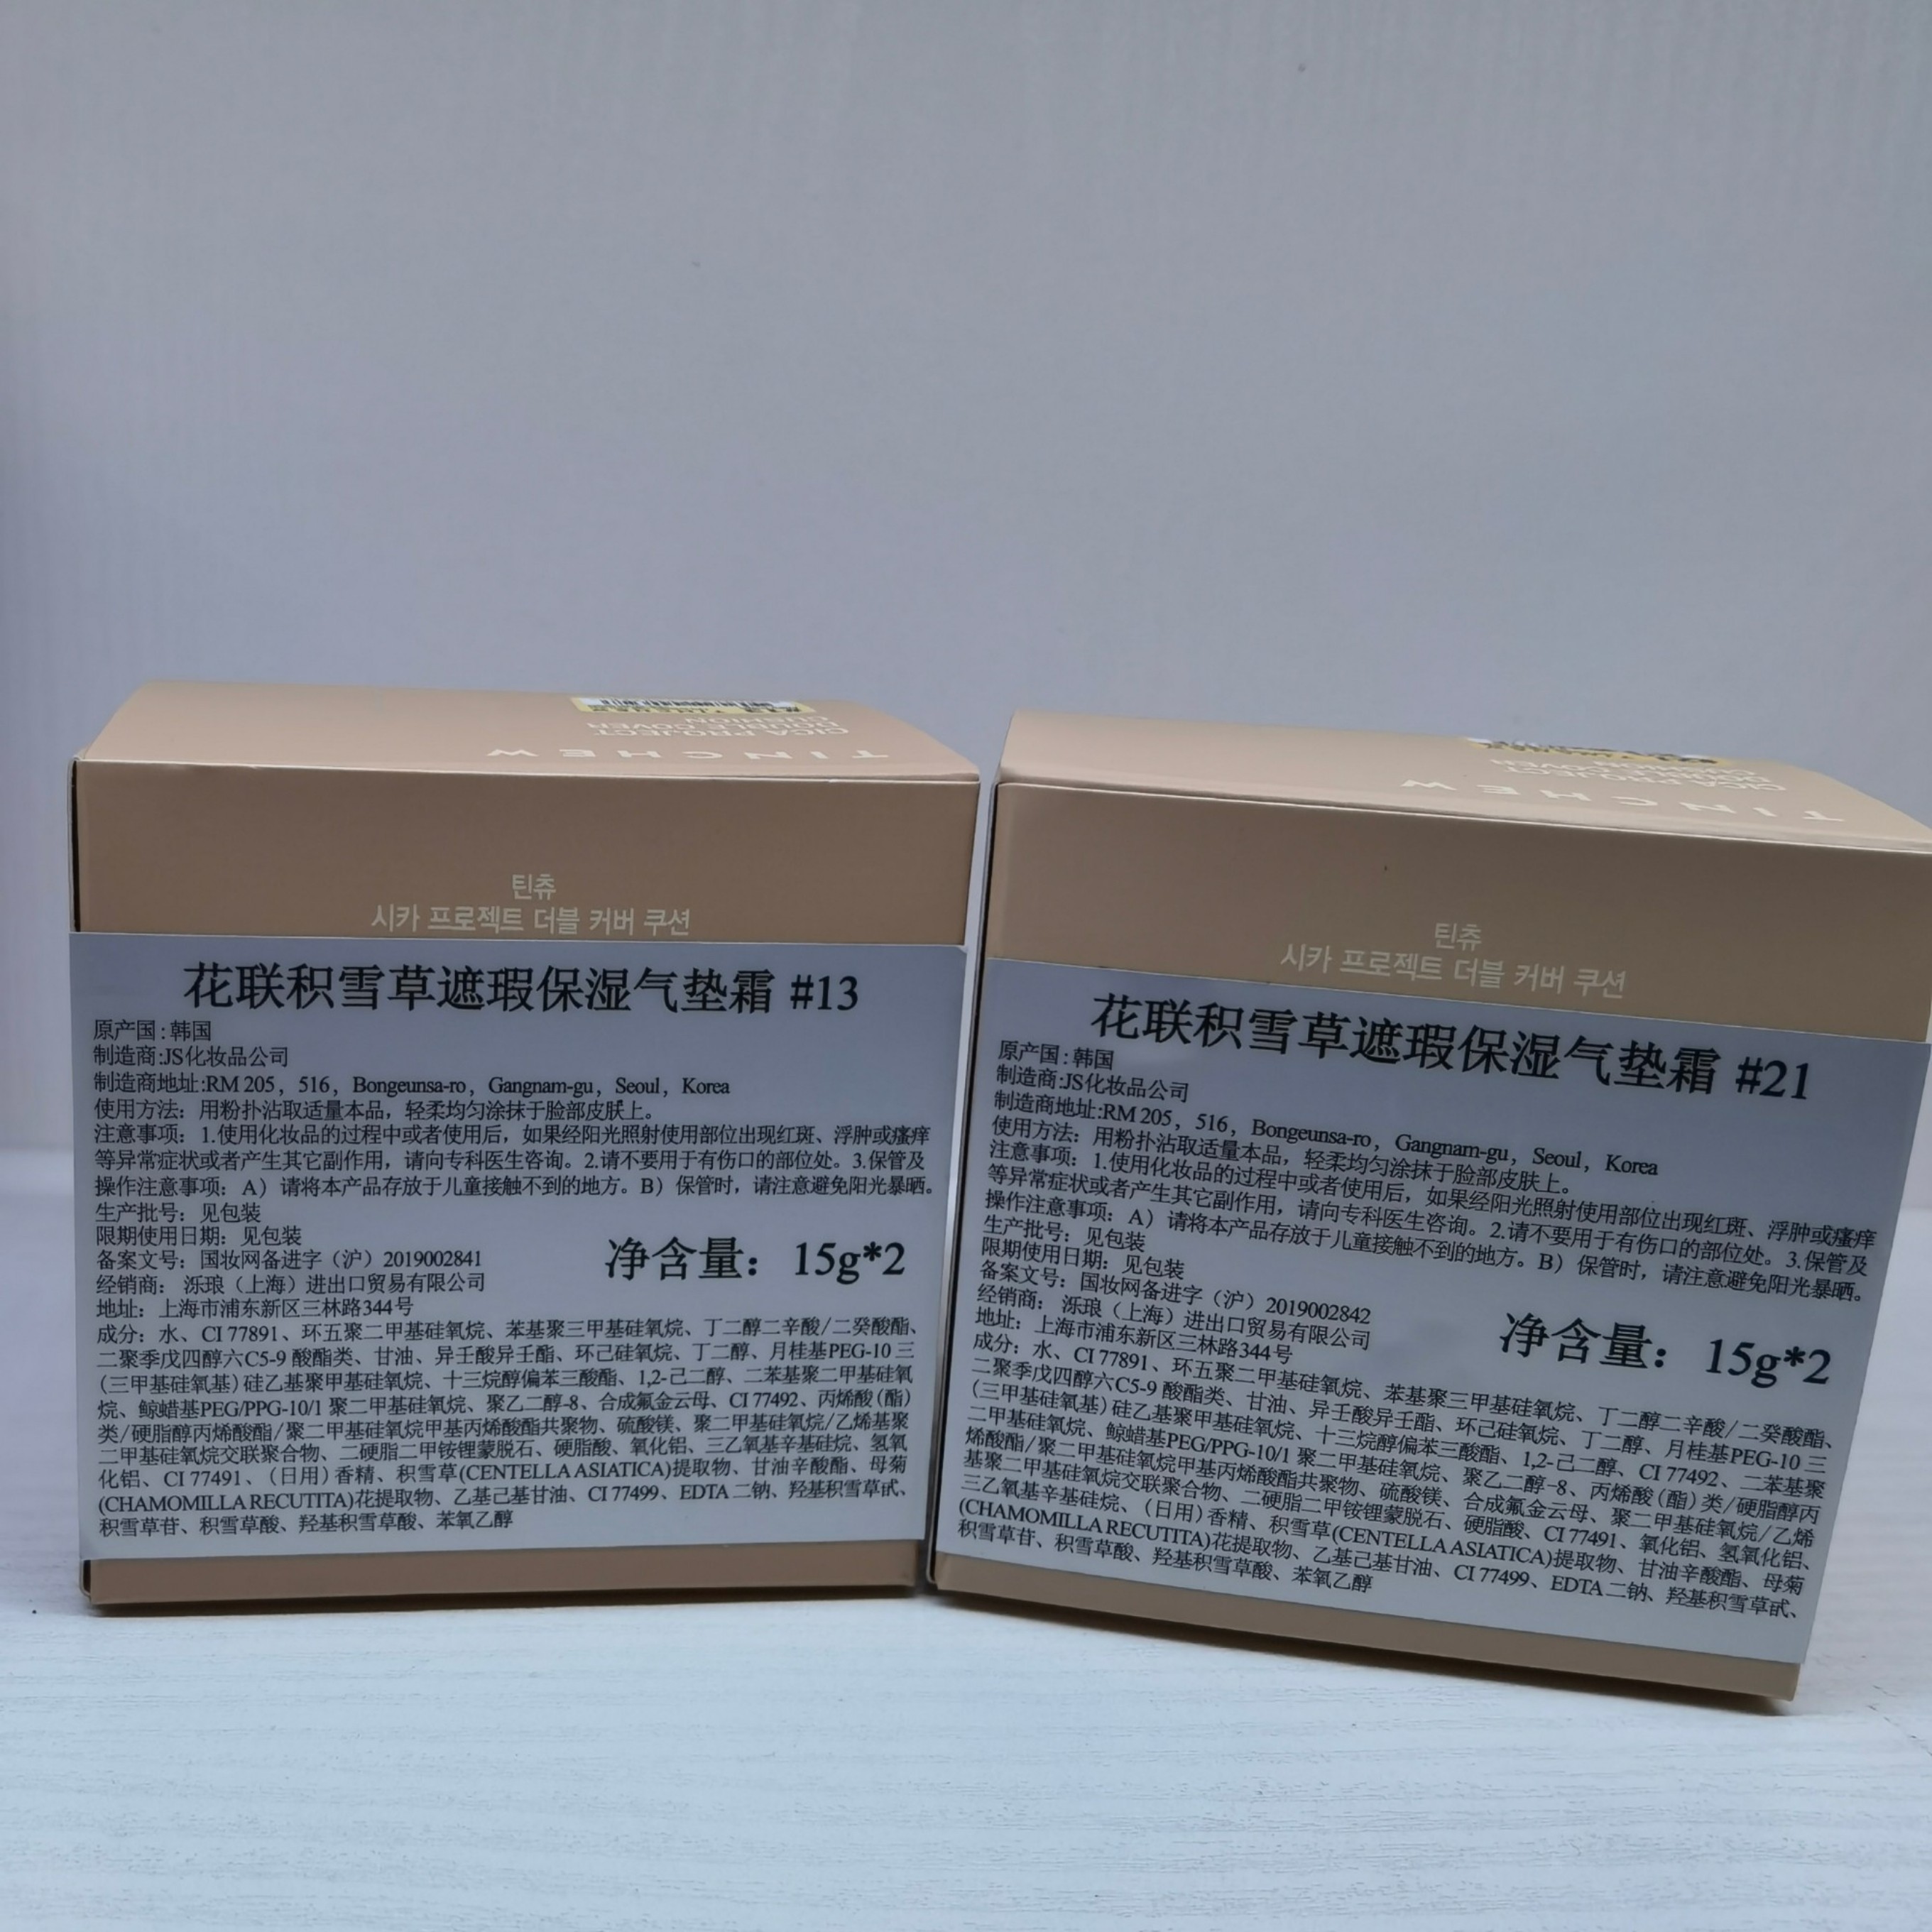 TINCHEW
CICA PROJECT
DOUBLE COVER
CUSHION
틴츄
시카 프로젝트 더블 커버 쿠션
花联积雪草遮瑕保湿气垫霜 #13
原产国:韩国
制造商:JS化妆品公司
制造商地址:RM 205，516，Bongeunsa-ro，Gangnam-gu，Seoul，Korea
使用方法：用粉扑沾取适量本品，轻柔均匀涂抹于脸部皮肤上。
注意事项：1.使用化妆品的过程中或者使用后，如果经阳光照射使用部位出现红斑、浮肿或瘙痒
等异常症状或者产生其它副作用，请向专科医生咨询。2.请不要用于有伤口的部位处。3.保管及
操作注意事项：A）请将本产品存放于儿童接触不到的地方。B）保管时，请注意避免阳光暴晒。
生产批号：见包装
限期使用日期：见包装
备案文号：国妆网备进字（沪）2019002841
经销商： 泺琅（上海）进出口贸易有限公司
地址：上海市浦东新区三林路344号
净含量：15g*2
成分：水、CI 77891、环五聚二甲基硅氧烷、苯基聚三甲基硅氧烷、丁二醇二辛酸/二癸酸酯、
二聚季戊四醇六C5-9 酸酯类、甘油、异壬酸异壬酯、环己硅氧烷、丁二醇、月桂基PEG-10 三
(三甲基硅氧基)硅乙基聚甲基硅氧烷、十三烷醇偏苯三酸酯、1,2-己二醇、二苯基聚二甲基硅氧
烷、鲸蜡基PEG/PPG-10/1 聚二甲基硅氧烷、聚乙二醇-8、合成氟金云母、CI 77492、丙烯酸(酯)
类/硬脂醇丙烯酸酯/聚二甲基硅氧烷甲基丙烯酸酯共聚物、硫酸镁、聚二甲基硅氧烷/乙烯基聚
二甲基硅氧烷交联聚合物、二硬脂二甲铵锂蒙脱石、硬脂酸、氧化铝、三乙氧基辛基硅烷、氢氧
化铝、CI 77491、（日用）香精、积雪草(CENTELLA ASIATICA)提取物、甘油辛酸酯、母菊
(CHAMOMILLA RECUTITA)花提取物、乙基己基甘油、CI 77499、EDTA 二钠、羟基积雪草甙、
积雪草苷、积雪草酸、羟基积雪草酸、苯氧乙醇
TINCHEW
CICA PROJECT
틴츄
시카 프로젝트 더블 커버 쿠션
花联积雪草遮瑕保湿气垫霜 #21
原产国:韩国
制造商:JS化妆品公司
制造商地址:RM 205，516，Bongeunsa-ro，Gangnam-gu，Seoul，Korea
使用方法：用粉扑沾取适量本品，轻柔均匀涂抹于脸部皮肤上。
注意事项：1.使用化妆品的过程中或者使用后，如果经阳光照射使用部位出现红斑、浮肿或瘙痒
等异常症状或者产生其它副作用，请向专科医生咨询。2.请不要用于有伤口的部位处。3.保管及
操作注意事项：A）请将本产品存放于儿童接触不到的地方。B）保管时，请注意避免阳光暴晒。
生产批号：见包装
限期使用日期：见包装
备案文号：国妆网备进字（沪）2019002842
经销商： 泺琅（上海）进出口贸易有限公司
地址：上海市浦东新区三林路344号
净含量：15g*2
成分：水、CI 77891、环五聚二甲基硅氧烷、苯基聚三甲基硅氧烷、丁二醇二辛酸/二癸酸酯、
二聚季戊四醇六C5-9 酸酯类、甘油、异壬酸异壬酯、环己硅氧烷、丁二醇、月桂基PEG-10 三
(三甲基硅氧基)硅乙基聚甲基硅氧烷、十三烷醇偏苯三酸酯、1,2-己二醇、CI 77492、二苯基聚
二甲基硅氧烷、鲸蜡基PEG/PPG-10/1 聚二甲基硅氧烷、聚乙二醇-8、丙烯酸(酯)类/硬脂醇丙
烯酸酯/聚二甲基硅氧烷甲基丙烯酸酯共聚物、硫酸镁、合成氟金云母、聚二甲基硅氧烷/乙烯
基聚二甲基硅氧烷交联聚合物、二硬脂二甲铵锂蒙脱石、硬脂酸、CI 77491、氧化铝、氢氧化铝、
三乙氧基辛基硅烷、（日用）香精、积雪草(CENTELLA ASIATICA)提取物、甘油辛酸酯、母菊
(CHAMOMILLA RECUTITA)花提取物、乙基己基甘油、CI 77499、EDTA 二钠、羟基积雪草甙、
积雪草苷、积雪草酸、羟基积雪草酸、苯氧乙醇